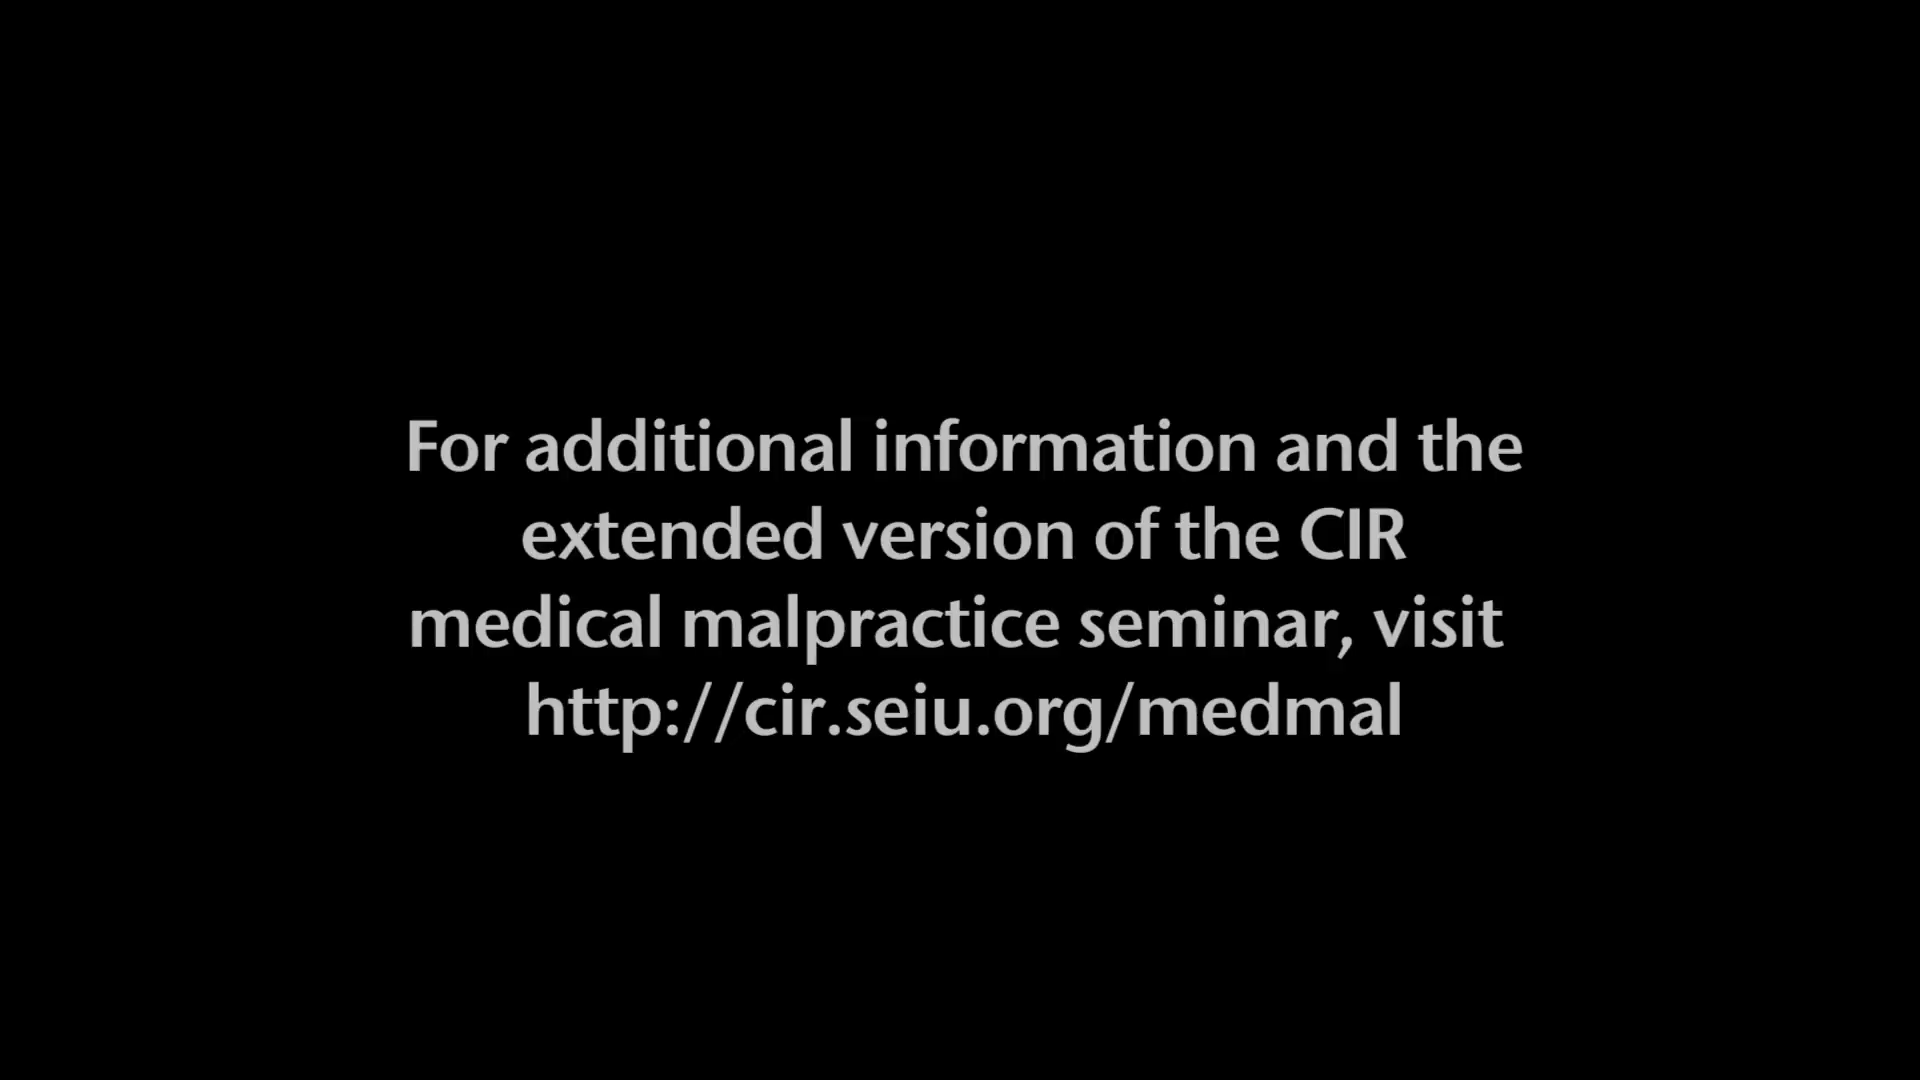 For additional information and the
extended version of the CIR
medical malpractice seminar, visit
http://cir.seiu.org/medmal